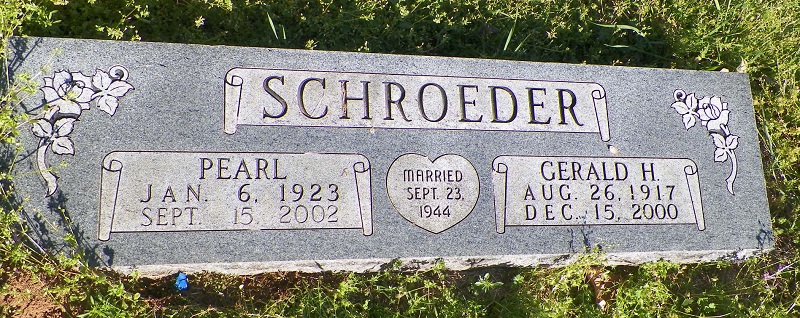 SCHROEDER
PEARL
JAN. 6, 1923
SEPT. 15, 2002
MARRIED
SEPT. 23,
1944
GERALD H.
AUG. 26, 1917
DEC. 15, 2000